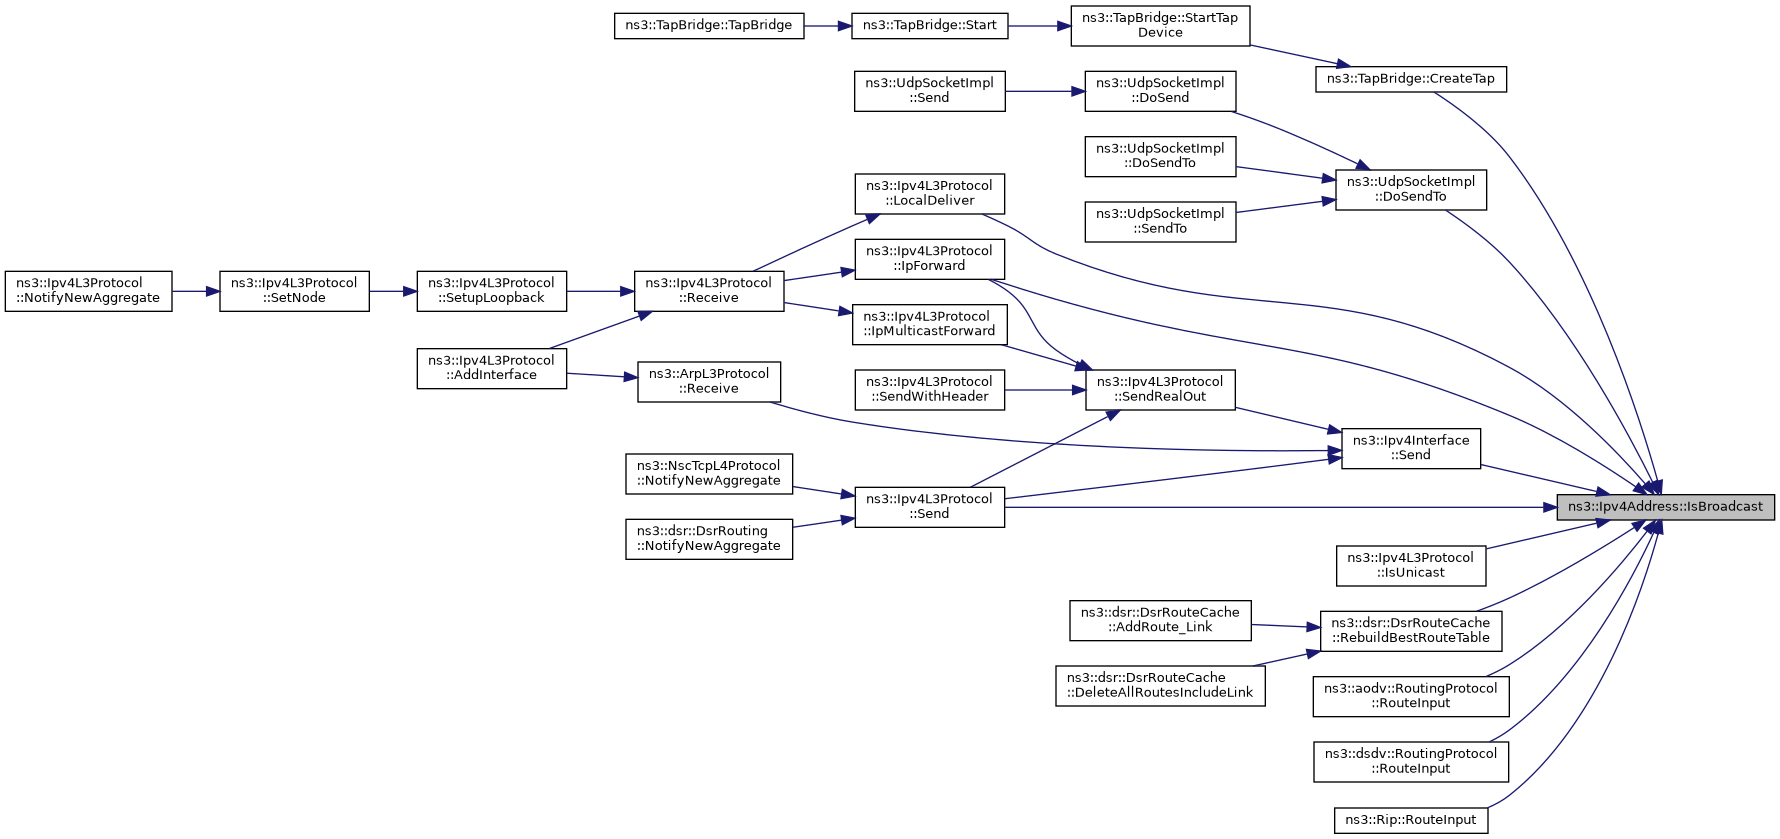 ns3::TapBridge::TapBridge
ns3::TapBridge::Start
ns3::TapBridge::StartTap
Device
ns3::TapBridge::CreateTap
ns3::UdpSocketImpl
::Send
ns3::UdpSocketImpl
::DoSend
ns3::UdpSocketImpl
::DoSendTo
ns3::UdpSocketImpl
::SendTo
ns3::UdpSocketImpl
::DoSendTo
ns3::Ipv4L3Protocol
::LocalDeliver
ns3::Ipv4L3Protocol
::IpForward
ns3::Ipv4L3Protocol
::IpMulticastForward
ns3::Ipv4L3Protocol
::NotifyNewAggregate
ns3::Ipv4L3Protocol
::SetNode
ns3::Ipv4L3Protocol
::SetupLoopback
ns3::Ipv4L3Protocol
::Receive
ns3::Ipv4L3Protocol
::AddInterface
ns3::ArpL3Protocol
::Receive
ns3::Ipv4L3Protocol
::SendWithHeader
ns3::Ipv4L3Protocol
::SendRealOut
ns3::Ipv4Interface
::Send
ns3::NscTcpL4Protocol
::NotifyNewAggregate
ns3::dsr::DsrRouting
::NotifyNewAggregate
ns3::Ipv4L3Protocol
::Send
ns3::Ipv4Address::IsBroadcast
ns3::Ipv4L3Protocol
::IsUnicast
ns3::dsr::DsrRouteCache
::AddRoute_Link
ns3::dsr::DsrRouteCache
::RebuildBestRouteTable
ns3::dsr::DsrRouteCache
::DeleteAllRoutesIncludeLink
ns3::aodv::RoutingProtocol
::RouteInput
ns3::dsdv::RoutingProtocol
::RouteInput
ns3::Rip::RouteInput